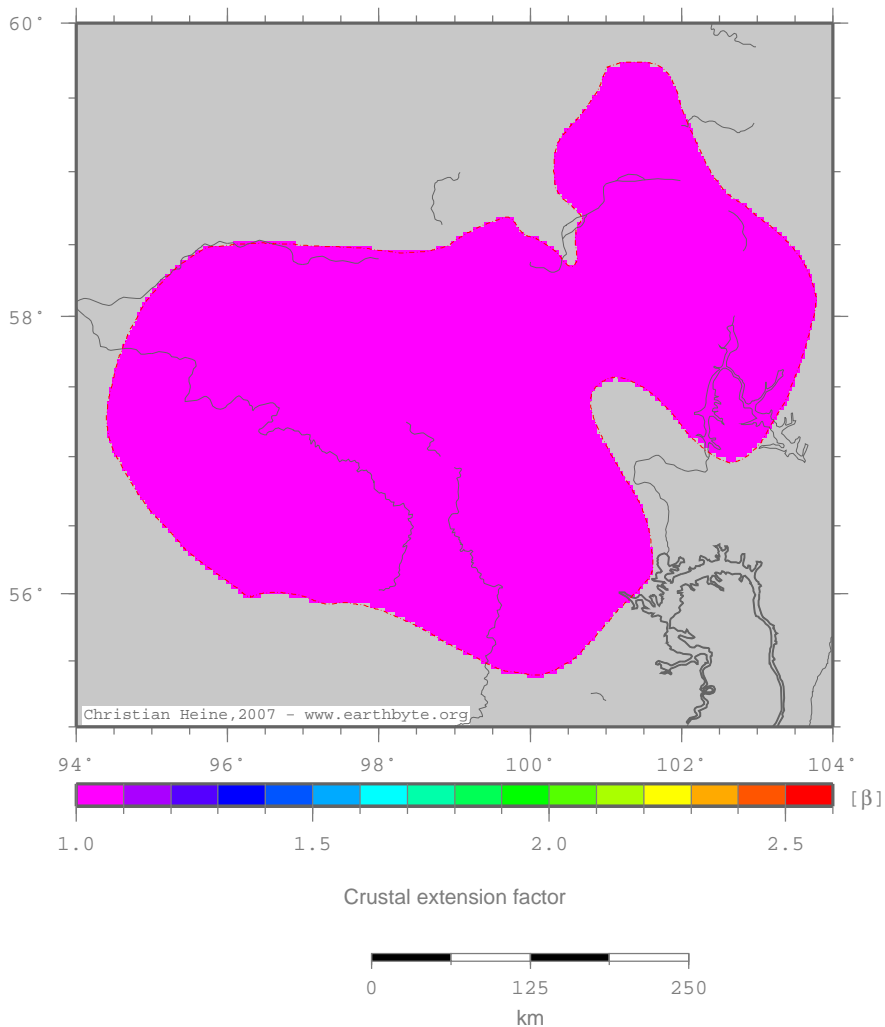 60°
58°
56°
Christian Heine,2007 - www.earthbyte.org
94° 96° 98° 100° 102° 104°
[β]
1.0 1.5 2.0 2.5
Crustal extension factor
0 125 250
km